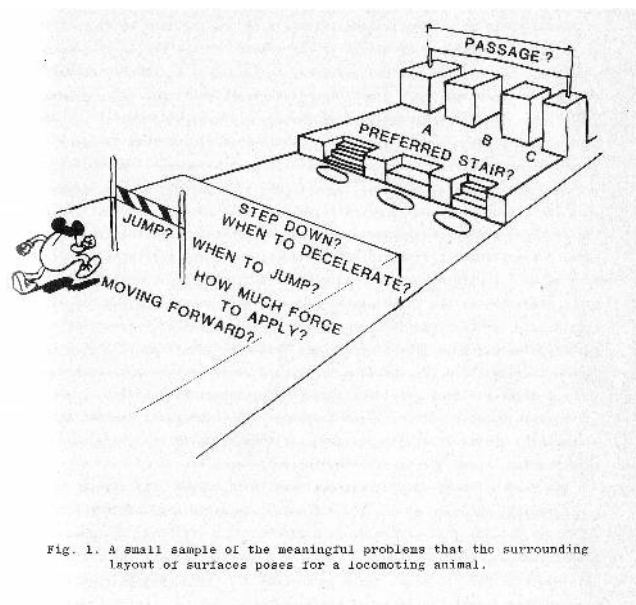 PASSAGE?
A
B
C
PREFERRED STAIR?
JUMP?
STEP DOWN?
WHEN TO DECELERATE?
WHEN TO JUMP?
HOW MUCH FORCE
TO APPLY?
MOVING FORWARD?
Fig. 1. A small sample of the meaningful problems that the surrounding
layout of surfaces poses for a locomoting animal.